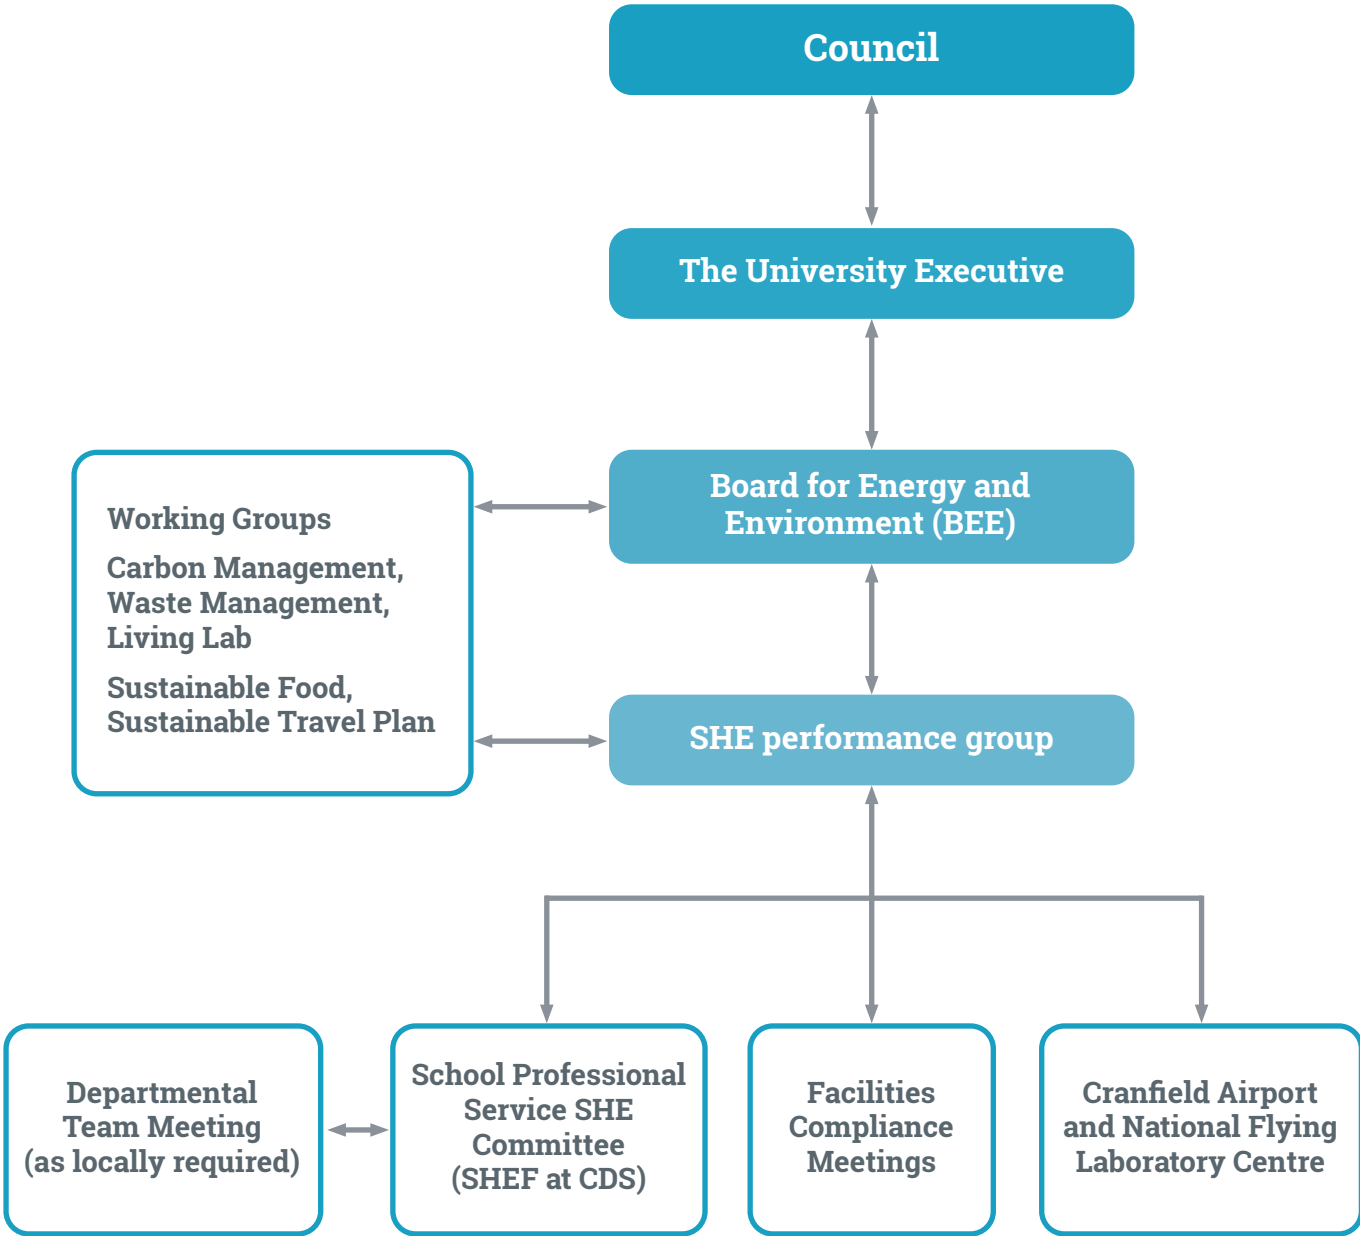 Council
The University Executive
Board for Energy and
Environment (BEE)
Working Groups
Carbon Management,
Waste Management,
Living Lab
Sustainable Food,
Sustainable Travel Plan
SHE performance group
Departmental
Team Meeting
(as locally required)
School Professional
Service SHE
Committee
(SHEF at CDS)
Facilities
Compliance
Meetings
Cranfield Airport
and National Flying
Laboratory Centre